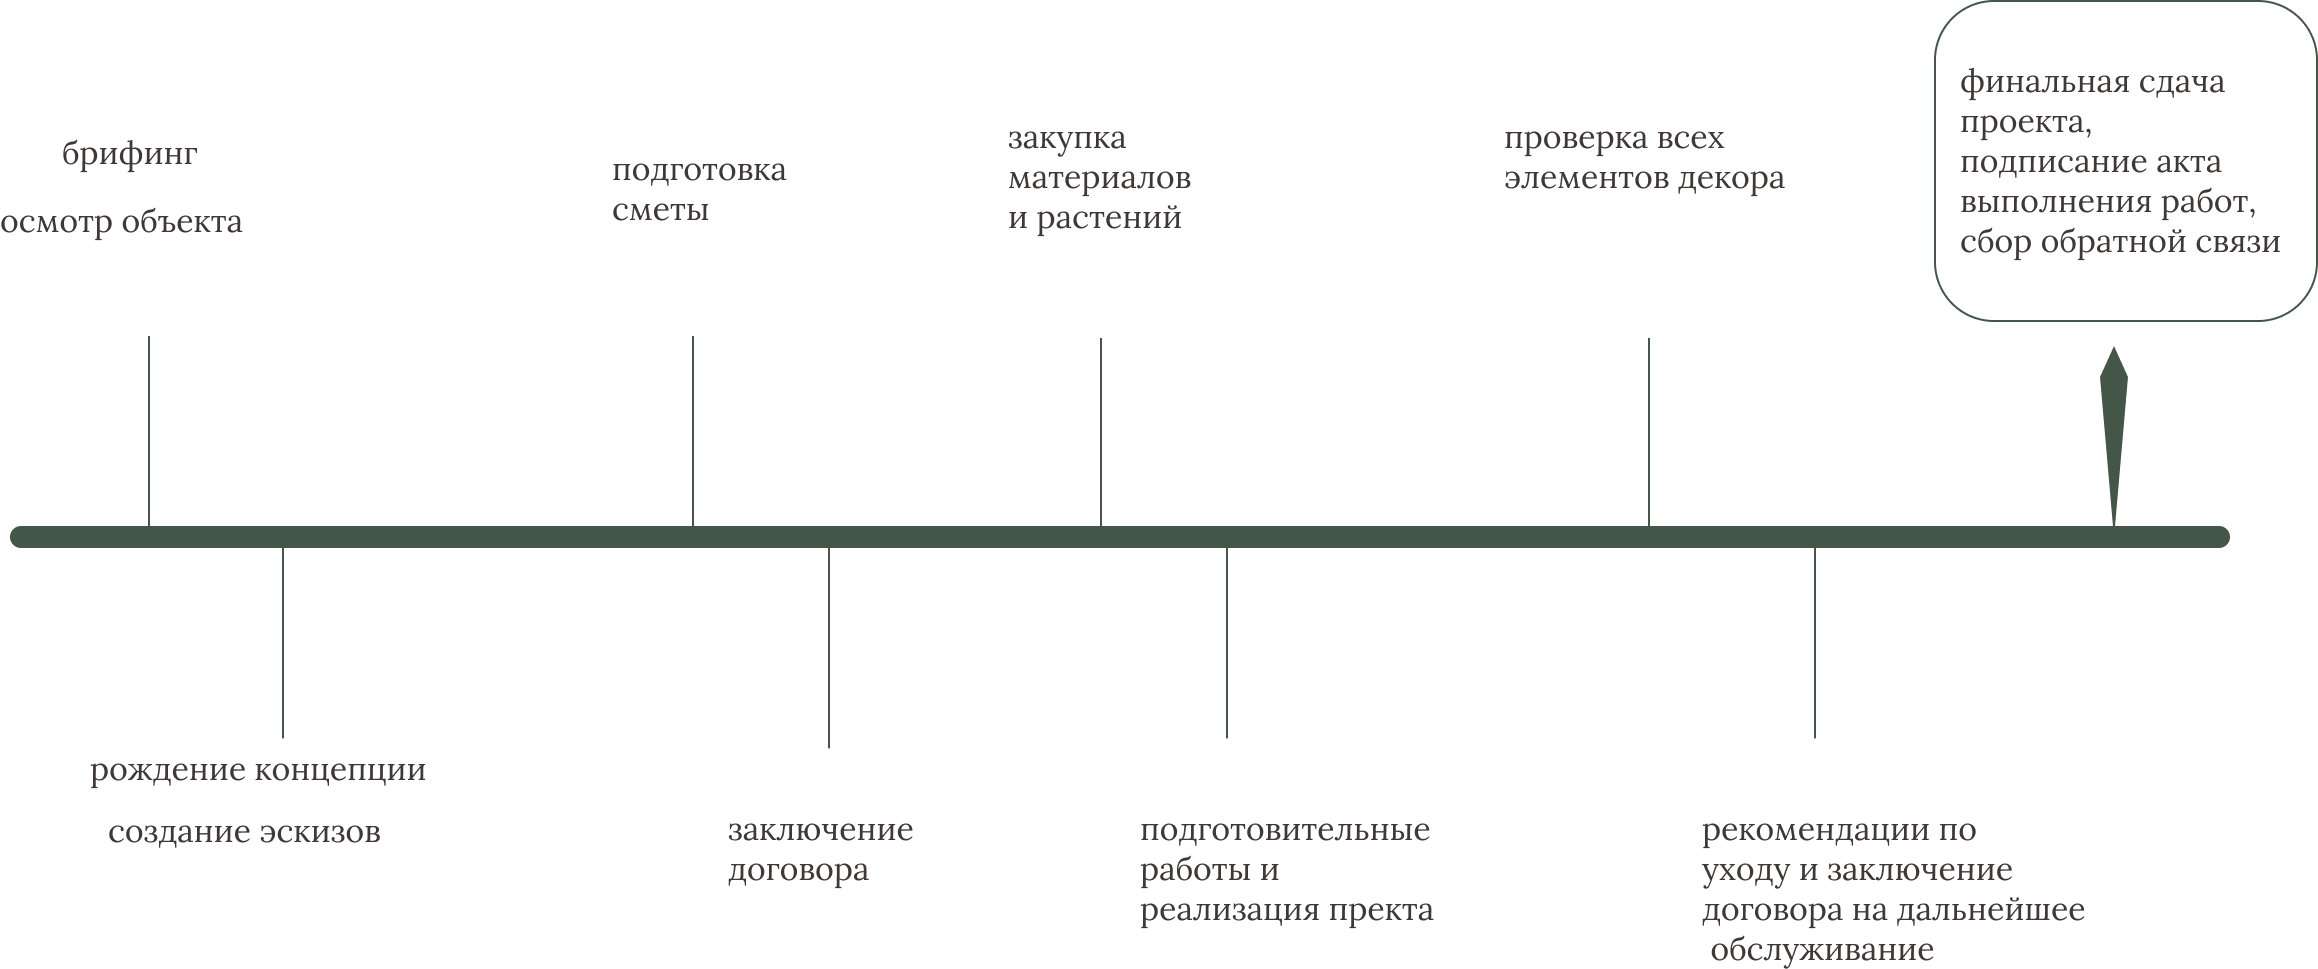 брифинг
осмотр объекта
рождение концепции
создание эскизов
подготовка
сметы
заключение
договора
закупка
материалов
и растений
подготовительные
работы и
реализация пректа
проверка всех
элементов декора
рекомендации по
уходу и заключение
договора на дальнейшее
обслуживание
финальная сдача
проекта,
подписание акта
выполнения работ,
сбор обратной связи